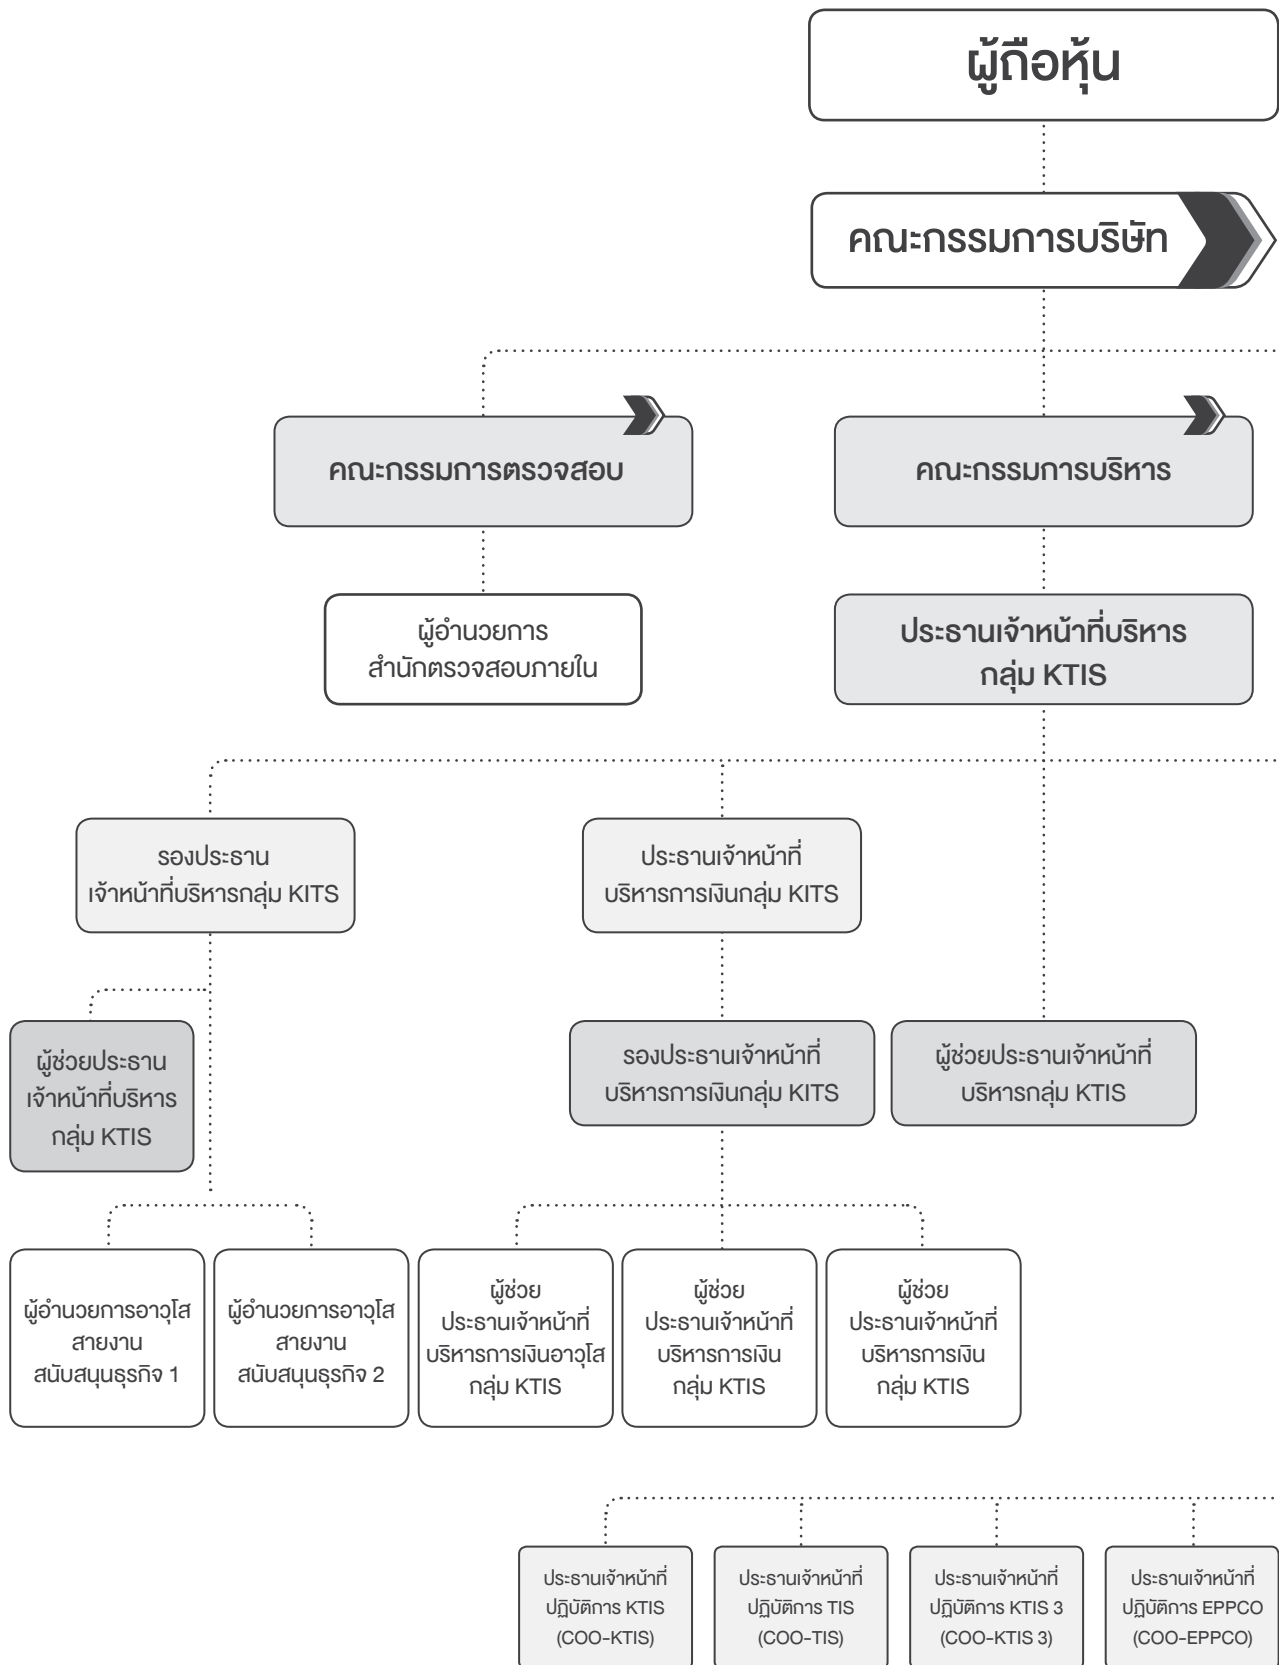 ผู้ถือหุ้น
คณะกรรมการบริษัท
คณะกรรมการตรวจสอบ
คณะกรรมการบริหาร
ผู้อำนวยการ
สำนักตรวจสอบภายใน
ประธานเจ้าหน้าที่บริหาร
กลุ่ม KTIS
รองประธาน
เจ้าหน้าที่บริหารกลุ่ม KITS
ประธานเจ้าหน้าที่
บริหารการเงินกลุ่ม KITS
ผู้ช่วยประธาน
เจ้าหน้าที่บริหาร
กลุ่ม KTIS
รองประธานเจ้าหน้าที่
บริหารการเงินกลุ่ม KITS
ผู้ช่วยประธานเจ้าหน้าที่
บริหารกลุ่ม KTIS
ผู้อำนวยการอาวุโส
สายงาน
สนับสนุนธุรกิจ 1
ผู้อำนวยการอาวุโส
สายงาน
สนับสนุนธุรกิจ 2
ผู้ช่วย
ประธานเจ้าหน้าที่
บริหารการเงินอาวุโส
กลุ่ม KTIS
ผู้ช่วย
ประธานเจ้าหน้าที่
บริหารการเงิน
กลุ่ม KTIS
ผู้ช่วย
ประธานเจ้าหน้าที่
บริหารการเงิน
กลุ่ม KTIS
ประธานเจ้าหน้าที่
ปฏิบัติการ KTIS
(COO-KTIS)
ประธานเจ้าหน้าที่
ปฏิบัติการ TIS
(COO-TIS)
ประธานเจ้าหน้าที่
ปฏิบัติการ KTIS 3
(COO-KTIS 3)
ประธานเจ้าหน้าที่
ปฏิบัติการ EPPCO
(COO-EPPCO)